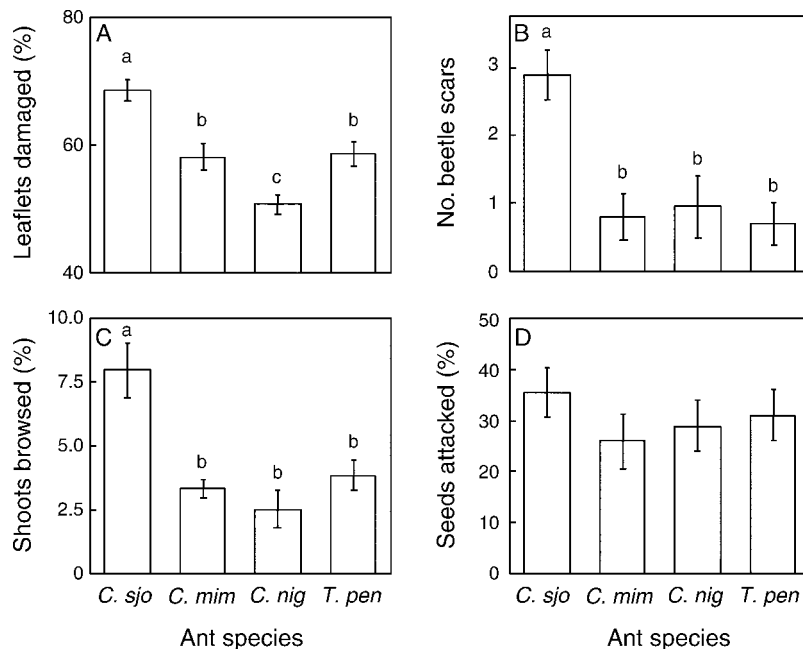 A
Leaflets damaged (%)
80
60
40
a
b
c
b
B
No. beetle scars
3
2
1
0
a
b
b
b
C
Shoots browsed (%)
10.0
7.5
5.0
2.5
0
a
b
b
b
C. sjo C. mim C. nig T. pen
Ant species
D
Seeds attacked (%)
50
40
30
20
10
0
C. sjo C. mim C. nig T. pen
Ant species